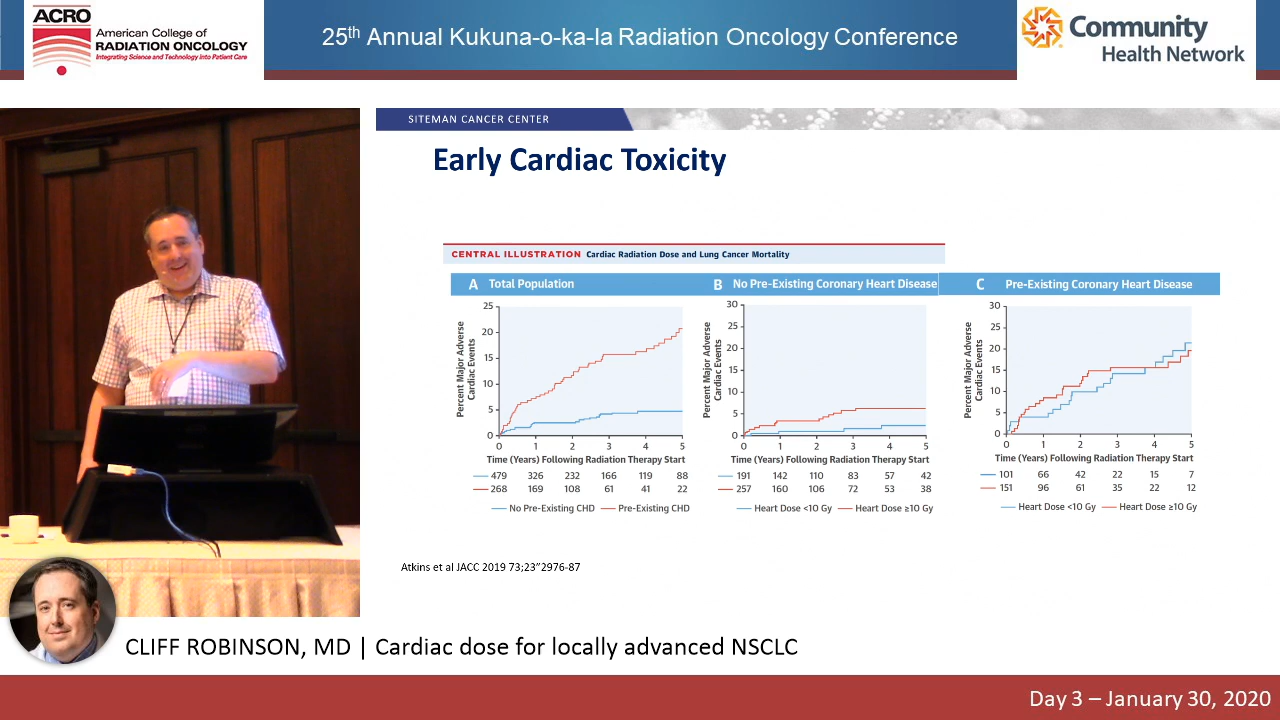 ACRO
American College of
RADIATION ONCOLOGY
Integrating Science and Technology into Patient Care
25th Annual Kukuna-o-ka-la Radiation Oncology Conference
Community
Health Network
SITEMAN CANCER CENTER
Early Cardiac Toxicity
CENTRAL ILLUSTRATION Cardiac Radiation Dose and Lung Cancer Mortality
A Total Population
Percent Major Adverse
Cardiac Events
25
20
15
10
5
0
0 1 2 3 4 5
Time (Years) Following Radiation Therapy Start
479 326 232 166 119 88
268 169 108 61 41 22
No Pre-Existing CHD Pre-Existing CHD
B No Pre-Existing Coronary Heart Disease
Percent Major Adverse
Cardiac Events
30
25
20
15
10
5
0
0 1 2 3 4 5
Time (Years) Following Radiation Therapy Start
191 142 110 83 57 42
257 160 106 72 53 38
Heart Dose <10 Gy Heart Dose ≥10 Gy
C Pre-Existing Coronary Heart Disease
Percent Major Adverse
Cardiac Events
30
25
20
15
10
5
0
0 1 2 3 4 5
Time (Years) Following Radiation Therapy Start
101 66 42 22 15 7
151 96 61 35 22 12
Heart Dose <10 Gy Heart Dose ≥10 Gy
Atkins et al JACC 2019 73;23”2976-87
CLIFF ROBINSON, MD | Cardiac dose for locally advanced NSCLC
Day 3 – January 30, 2020